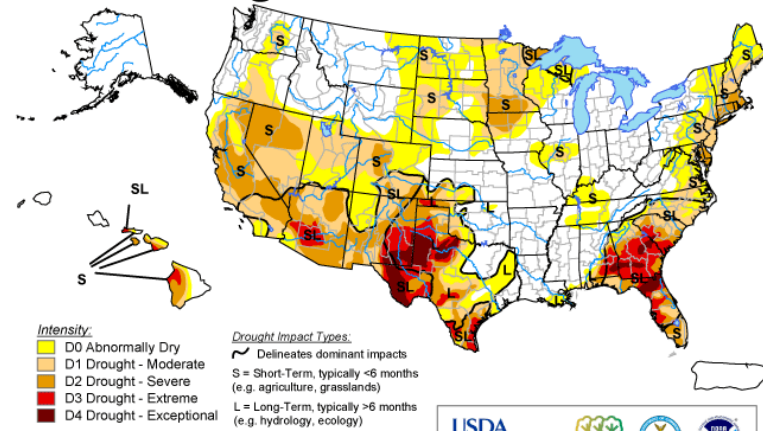 S
SL
SL
S
S
S
S
S
S
S
S
S
SL
S
S
S
S
SL
SL
SL
S
SL
L
SL
SL
L
L
L
L
SL
S
Intensity:
D0 Abnormally Dry
D1 Drought - Moderate
D2 Drought - Severe
D3 Drought - Extreme
D4 Drought - Exceptional
Drought Impact Types:
Delineates dominant impacts
S = Short-Term, typically <6 months
(e.g. agriculture, grasslands)
L = Long-Term, typically >6 months
(e.g. hydrology, ecology)
USDA